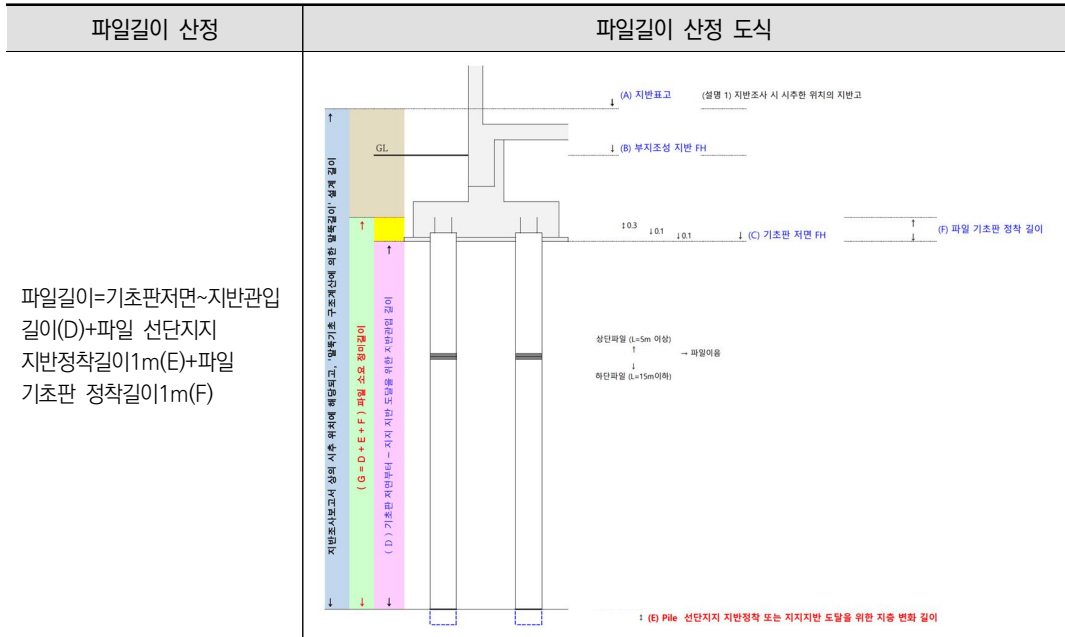 파일길이 산정
파일길이 산정 도식
파일길이=기초판저면~지반관입
길이(D)+파일 선단지지
지반정착길이1m(E)+파일
기초판 정착길이1m(F)
지반조사보고서 상의 시추 위치에 해당되고, '말뚝기초 구조계산에 의한 말뚝길이' 설계 길이
( G = D + E + F ) 파일 소요 정미길이
( D ) 기초판 저면부터 ~ 지지 지반 도달을 위한 지반관입 길이
GL
↓ (A) 지반표고 (설명 1) 지반조사 시 시추한 위치의 지반고
↓ (B) 부지조성 지반 FH
↕0.3 ↓0.1 ↓0.1 ↓ (C) 기초판 저면 FH
(F) 파일 기초판 정착 길이
상단파일 (L=5m 이상)
↑ → 파일이음
↓
하단파일 (L=15m이하)
↕ (E) Pile 선단지지 지반정착 또는 지지지반 도달을 위한 지층 변화 길이